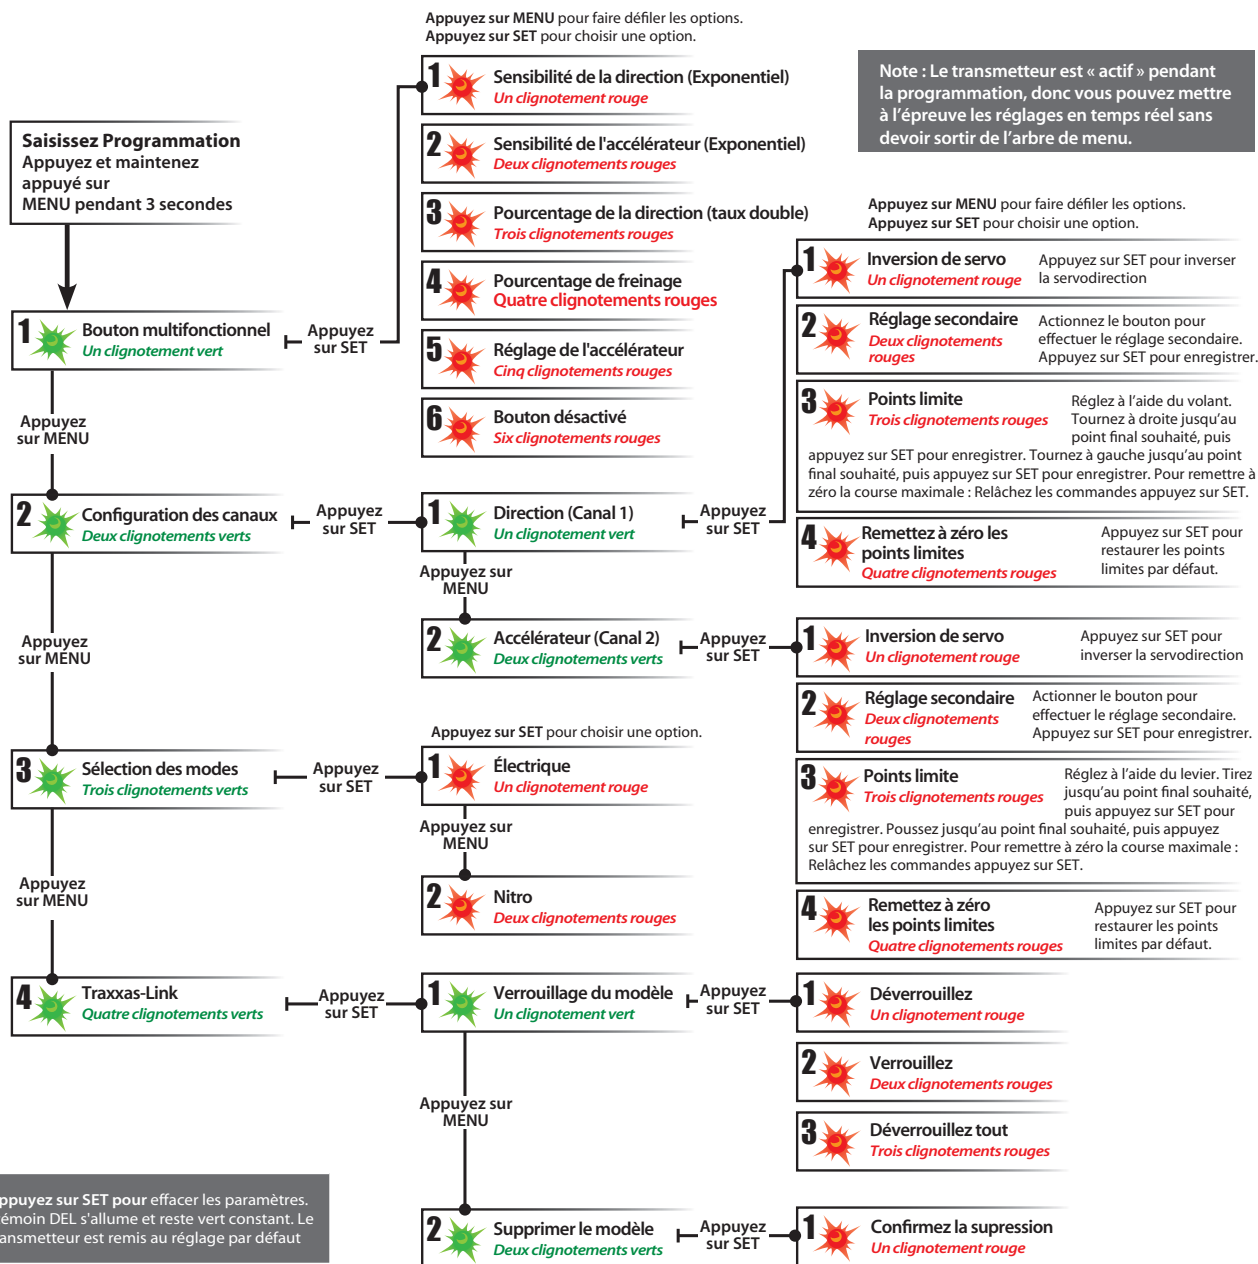 Appuyez sur MENU pour faire défiler les options.
Appuyez sur SET pour choisir une option.
Note : Le transmetteur est « actif » pendant
la programmation, donc vous pouvez mettre
à l'épreuve les réglages en temps réel sans
devoir sortir de l'arbre de menu.
Saisissez Programmation
Appuyez et maintenez
appuyé sur
MENU pendant 3 secondes
1 Bouton multifonctionnel
Un clignotement vert
Appuyez
sur SET
1 Sensibilité de la direction (Exponentiel)
Un clignotement rouge
2 Sensibilité de l'accélérateur (Exponentiel)
Deux clignotements rouges
3 Pourcentage de la direction (taux double)
Trois clignotements rouges
4 Pourcentage de freinage
Quatre clignotements rouges
5 Réglage de l'accélérateur
Cinq clignotements rouges
6 Bouton désactivé
Six clignotements rouges
Appuyez
sur MENU
2 Configuration des canaux
Deux clignotements verts
Appuyez
sur SET
1 Direction (Canal 1)
Un clignotement vert
Appuyez
sur SET
Appuyez sur MENU pour faire défiler les options.
Appuyez sur SET pour choisir une option.
1 Inversion de servo
Un clignotement rouge
Appuyez sur SET pour inverser
la servodirection
2 Réglage secondaire
Deux clignotements
rouges
Actionnez le bouton pour
effectuer le réglage secondaire.
Appuyez sur SET pour enregistrer.
3 Points limite
Trois clignotements rouges
Réglez à l'aide du volant.
Tournez à droite jusqu'au
point final souhaité, puis
appuyez sur SET pour enregistrer. Tournez à gauche jusqu'au point
final souhaité, puis appuyez sur SET pour enregistrer. Pour remettre à
zéro la course maximale : Relâchez les commandes appuyez sur SET.
4 Remettez à zéro les
points limites
Quatre clignotements rouges
Appuyez sur SET pour
restaurer les points
limites par défaut.
Appuyez sur
MENU
2 Accélérateur (Canal 2)
Deux clignotements verts
Appuyez
sur SET
1 Inversion de servo
Un clignotement rouge
Appuyez sur SET pour
inverser la servodirection
2 Réglage secondaire
Deux clignotements
rouges
Actionner le bouton pour
effectuer le réglage secondaire.
Appuyez sur SET pour enregistrer.
3 Points limite
Trois clignotements rouges
Réglez à l'aide du levier. Tirez
jusqu'au point final souhaité,
puis appuyez sur SET pour
enregistrer. Poussez jusqu'au point final souhaité, puis appuyez
sur SET pour enregistrer. Pour remettre à zéro la course maximale :
Relâchez les commandes appuyez sur SET.
4 Remettez à zéro
les points limites
Quatre clignotements rouges
Appuyez sur SET pour
restaurer les points
limites par défaut.
Appuyez
sur MENU
3 Sélection des modes
Trois clignotements verts
Appuyez
sur SET
Appuyez sur SET pour choisir une option.
1 Électrique
Un clignotement rouge
Appuyez sur
MENU
2 Nitro
Deux clignotements rouges
Appuyez
sur MENU
4 Traxxas-Link
Quatre clignotements verts
Appuyez
sur SET
1 Verrouillage du modèle
Un clignotement vert
Appuyez
sur SET
1 Déverrouillez
Un clignotement rouge
2 Verrouillez
Deux clignotements rouges
3 Déverrouillez tout
Trois clignotements rouges
Appuyez sur
MENU
2 Supprimer le modèle
Deux clignotements verts
Appuyez
sur SET
1 Confirmez la supression
Un clignotement rouge
ppuyez sur SET pour effacer les paramètres.
émoin DEL s'allume et reste vert constant. Le
ansmetteur est remis au réglage par défaut